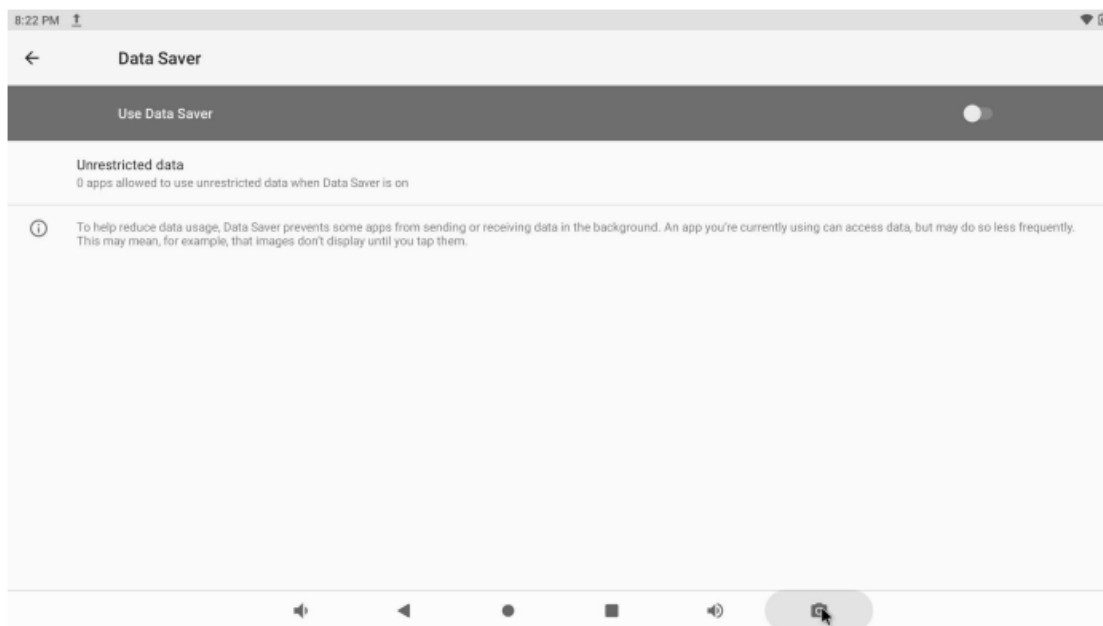 8:22 PM
Data Saver
Use Data Saver
Unrestricted data
0 apps allowed to use unrestricted data when Data Saver is on
To help reduce data usage, Data Saver prevents some apps from sending or receiving data in the background. An app you're currently using can access data, but may do so less frequently.
This may mean, for example, that images don't display until you tap them.